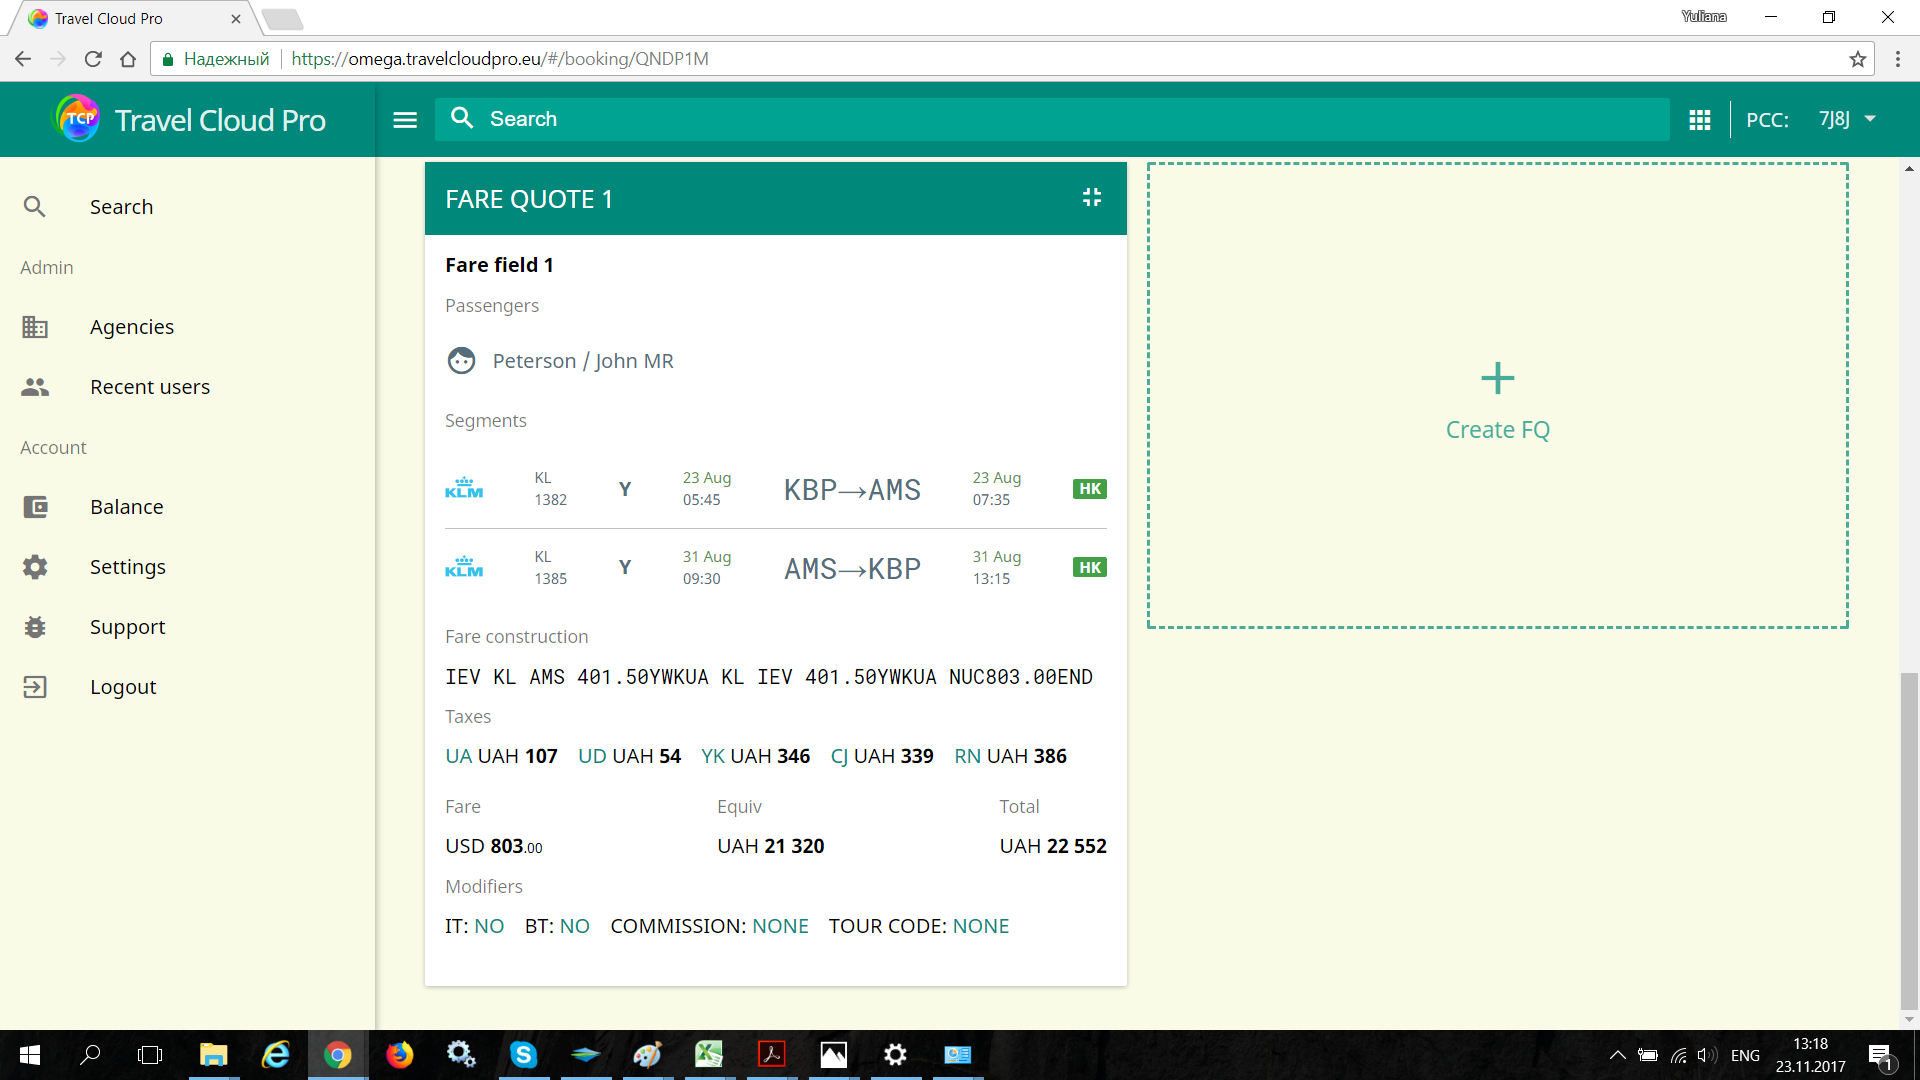 Travel Cloud Pro
Yuliana
Надежный
https://omega.travelcloudpro.eu/#/booking/QNDP1M
TCP Travel Cloud Pro
Search
PCC: 7J8J
Search
Admin
Agencies
Recent users
Account
Balance
Settings
Support
Logout
FARE QUOTE 1
Fare field 1
Passengers
Peterson / John MR
Segments
KLM KL 1382 Y 23 Aug 05:45 KBP→AMS 23 Aug 07:35 HK
KLM KL 1385 Y 31 Aug 09:30 AMS→KBP 31 Aug 13:15 HK
Fare construction
IEV KL AMS 401.50YWKUA KL IEV 401.50YWKUA NUC803.00END
Taxes
UA UAH 107 UD UAH 54 YK UAH 346 CJ UAH 339 RN UAH 386
Fare Equiv Total
USD 803.00 UAH 21 320 UAH 22 552
Modifiers
IT: NO BT: NO COMMISSION: NONE TOUR CODE: NONE
+
Create FQ
ENG
13:18
23.11.2017
1